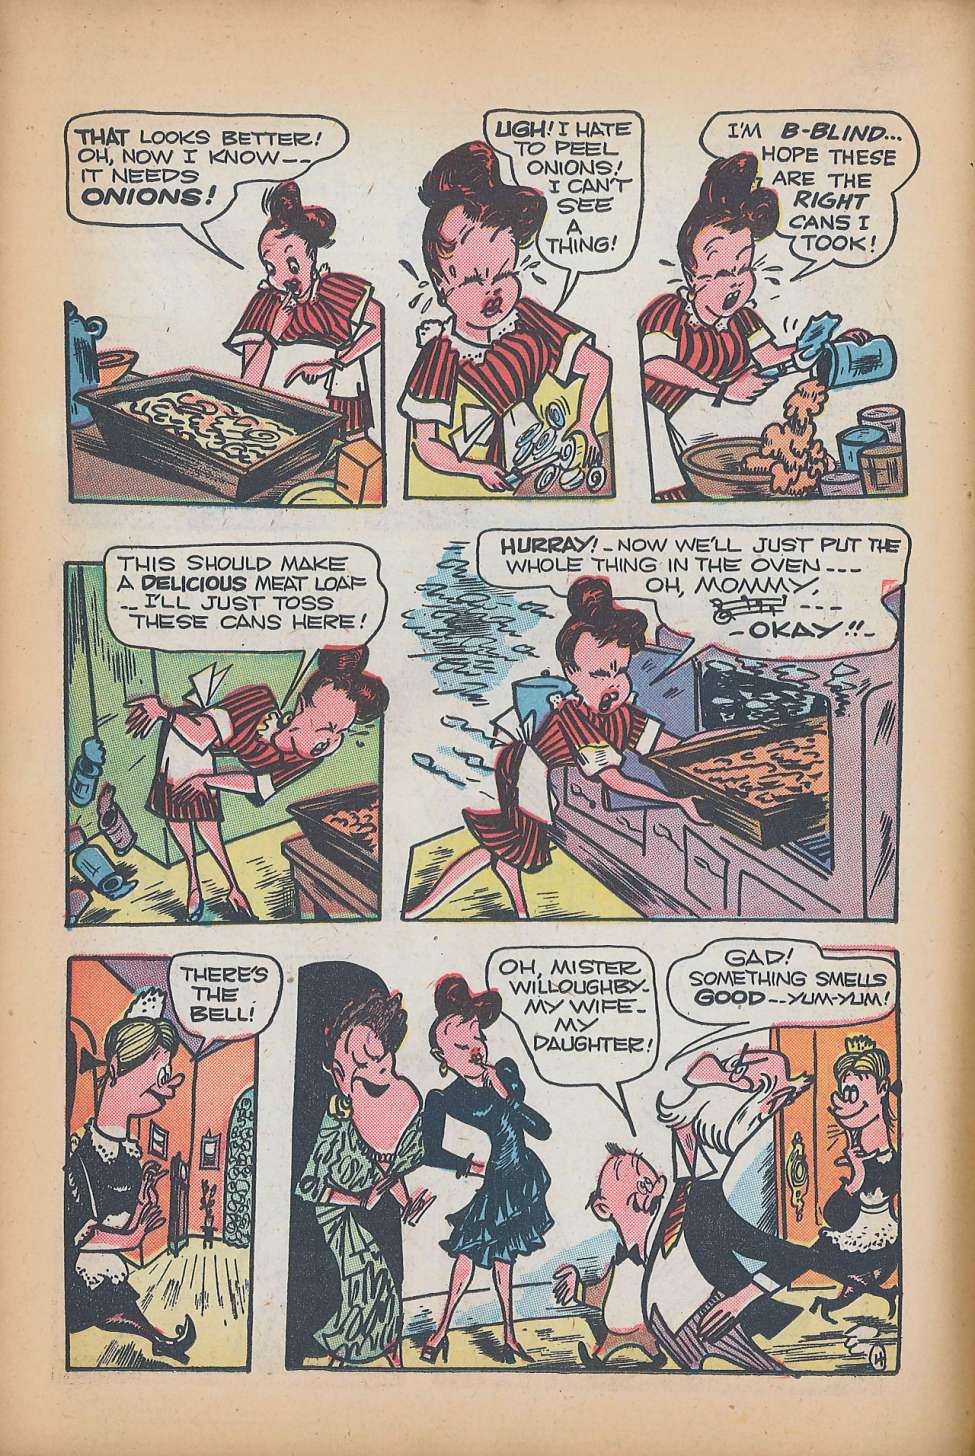 THAT LOOKS BETTER!
OH, NOW I KNOW--
IT NEEDS
ONIONS!
UGH! I HATE
TO PEEL
ONIONS!
I CAN'T
SEE
A
THING!
I'M B-BLIND...
HOPE THESE
ARE THE
RIGHT
CANS I
TOOK!
THIS SHOULD MAKE
A DELICIOUS MEAT LOAF
-- I'LL JUST TOSS
THESE CANS HERE!
HURRAY!-NOW WE'LL JUST PUT THE
WHOLE THING IN THE OVEN---
OH, MOMMY,
---
-OKAY!!-
THERE'S
THE
BELL!
OH, MISTER
WILLOUGHBY-
MY WIFE-
MY
DAUGHTER!
GAD!
SOMETHING SMELLS
GOOD--YUM-YUM!